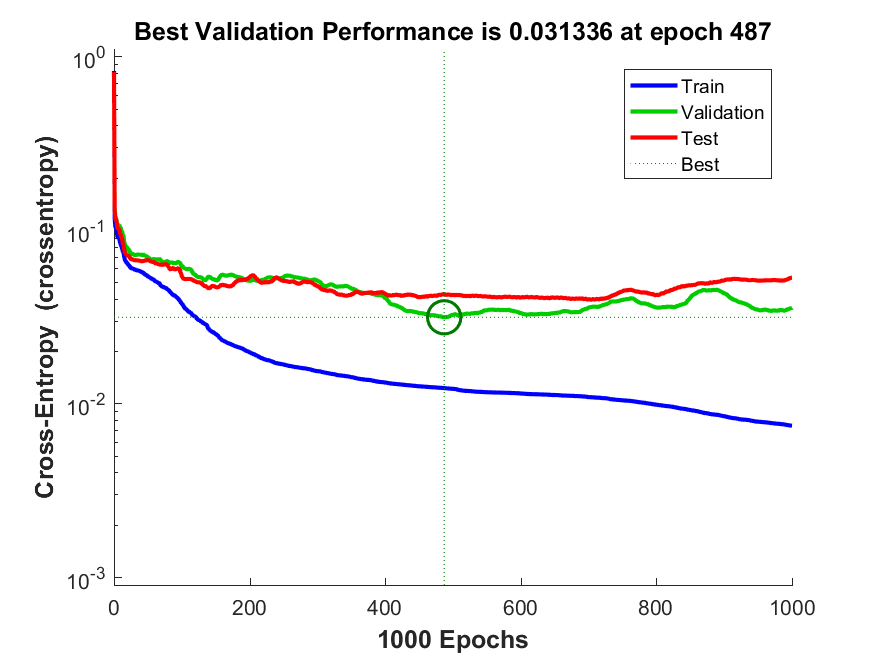 Best Validation Performance is 0.031336 at epoch 487
10^0
10^-1
10^-2
10^-3
Cross-Entropy (crossentropy)
Train
Validation
Test
Best
0 200 400 600 800 1000
1000 Epochs